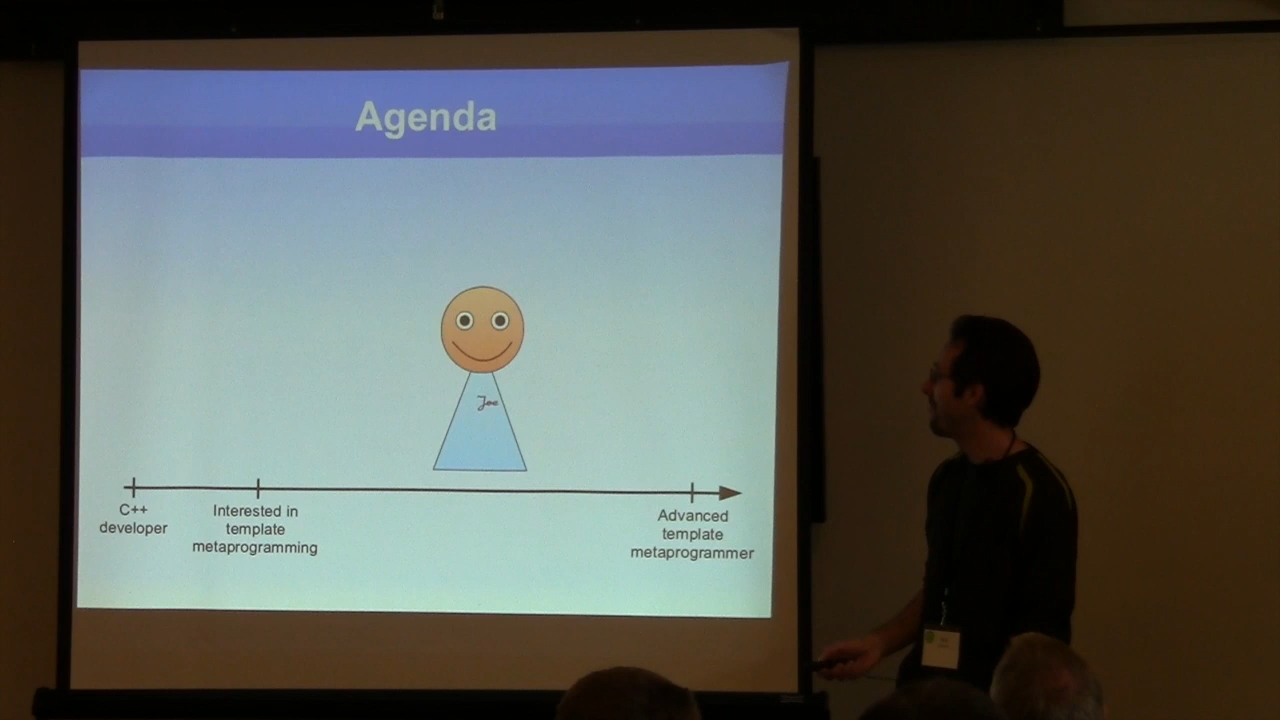 Agenda
Joe
C++
developer
Interested in
template
metaprogramming
Advanced
template
metaprogrammer